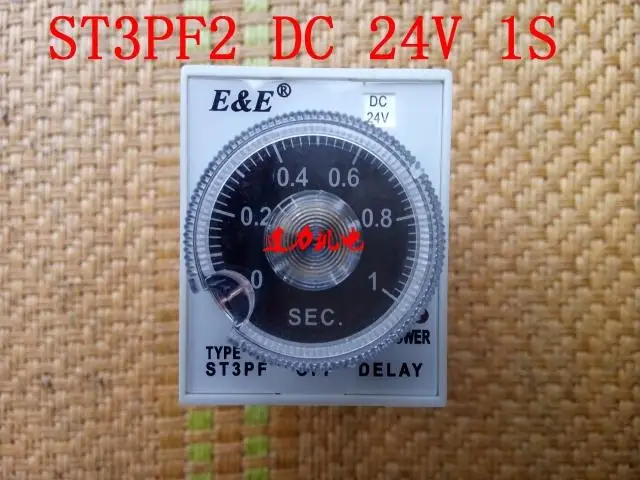 ST3PF2 DC 24V 1S
E&E®
DC
24V
0 0.2 0.4 0.6 0.8 1
SEC.
POWER
TYPE
ST3PF OFF DELAY